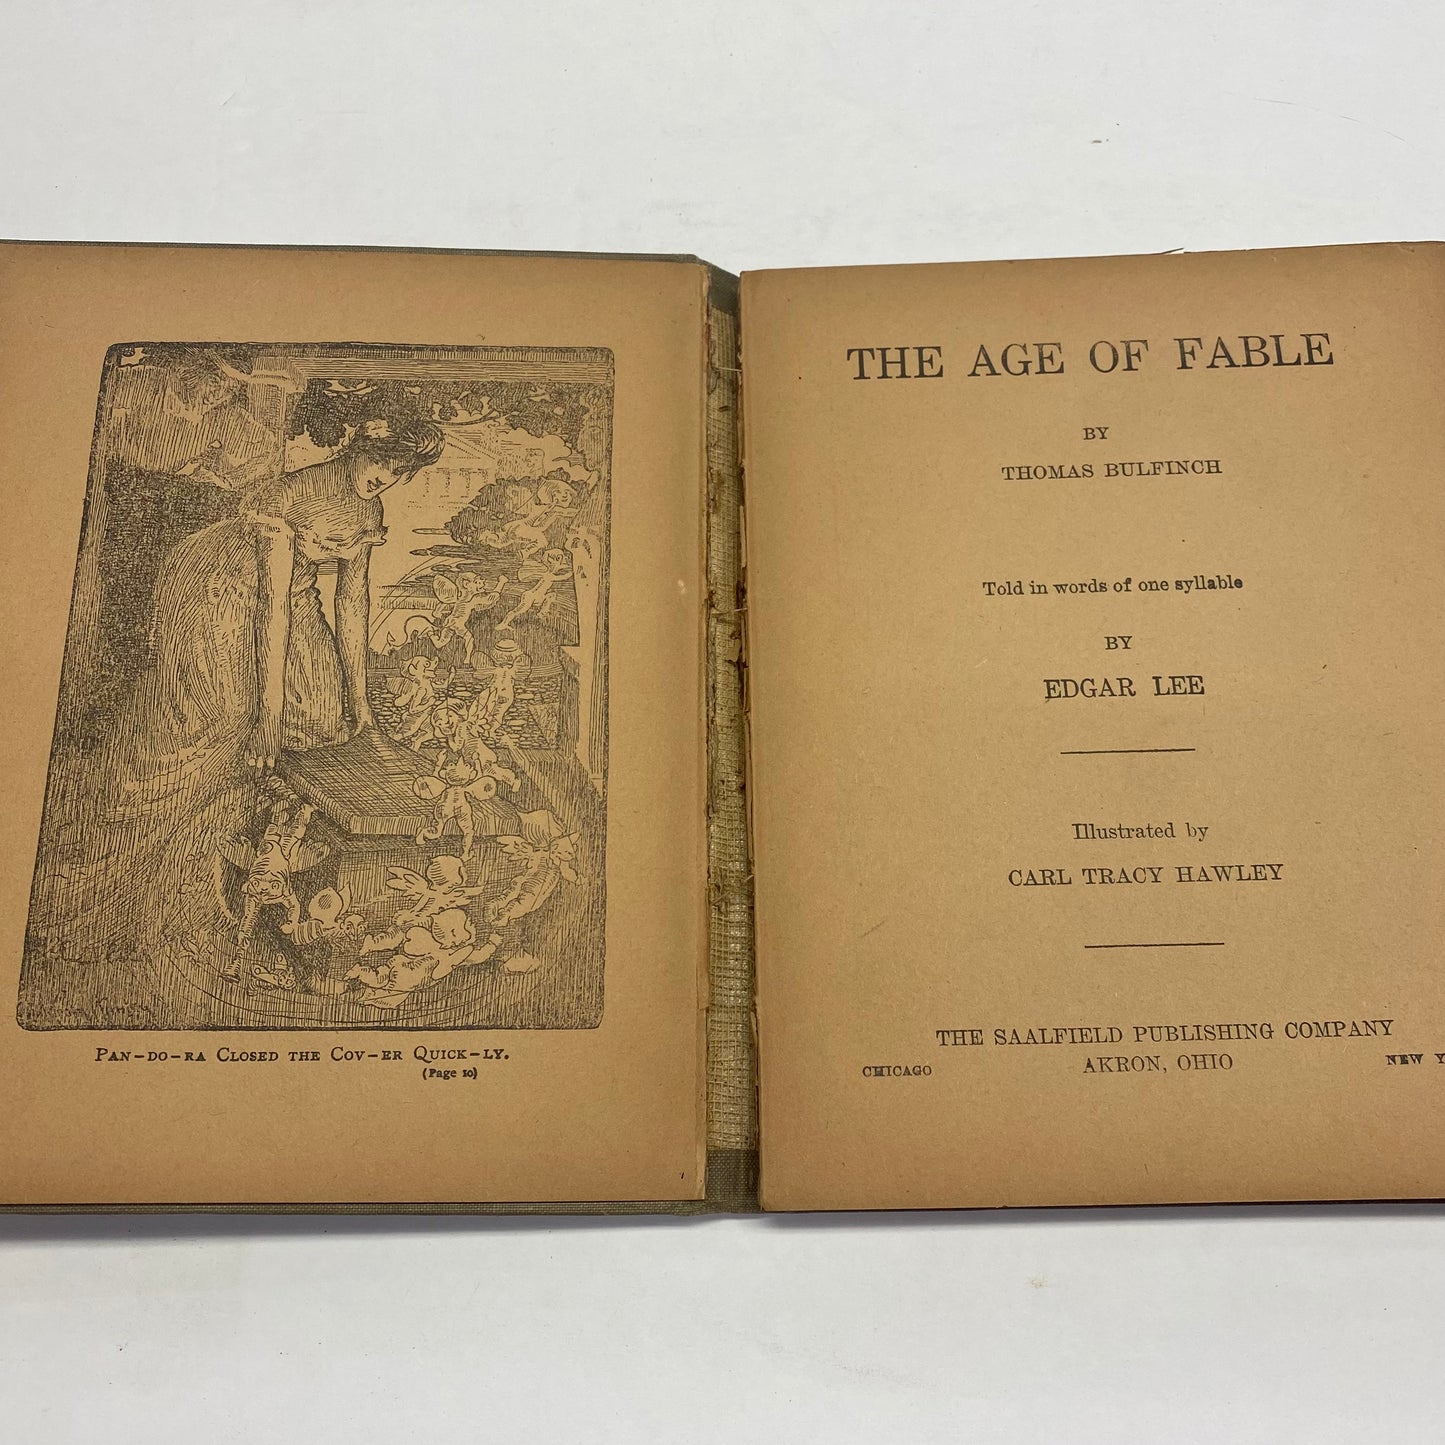 PAN-DO-RA CLOSED THE COV-ER QUICK-LY.
(Page 10)
THE AGE OF FABLE
BY
THOMAS BULFINCH
Told in words of one syllable
BY
EDGAR LEE
Illustrated by
CARL TRACY HAWLEY
THE SAALFIELD PUBLISHING COMPANY
CHICAGO AKRON, OHIO NEW Y